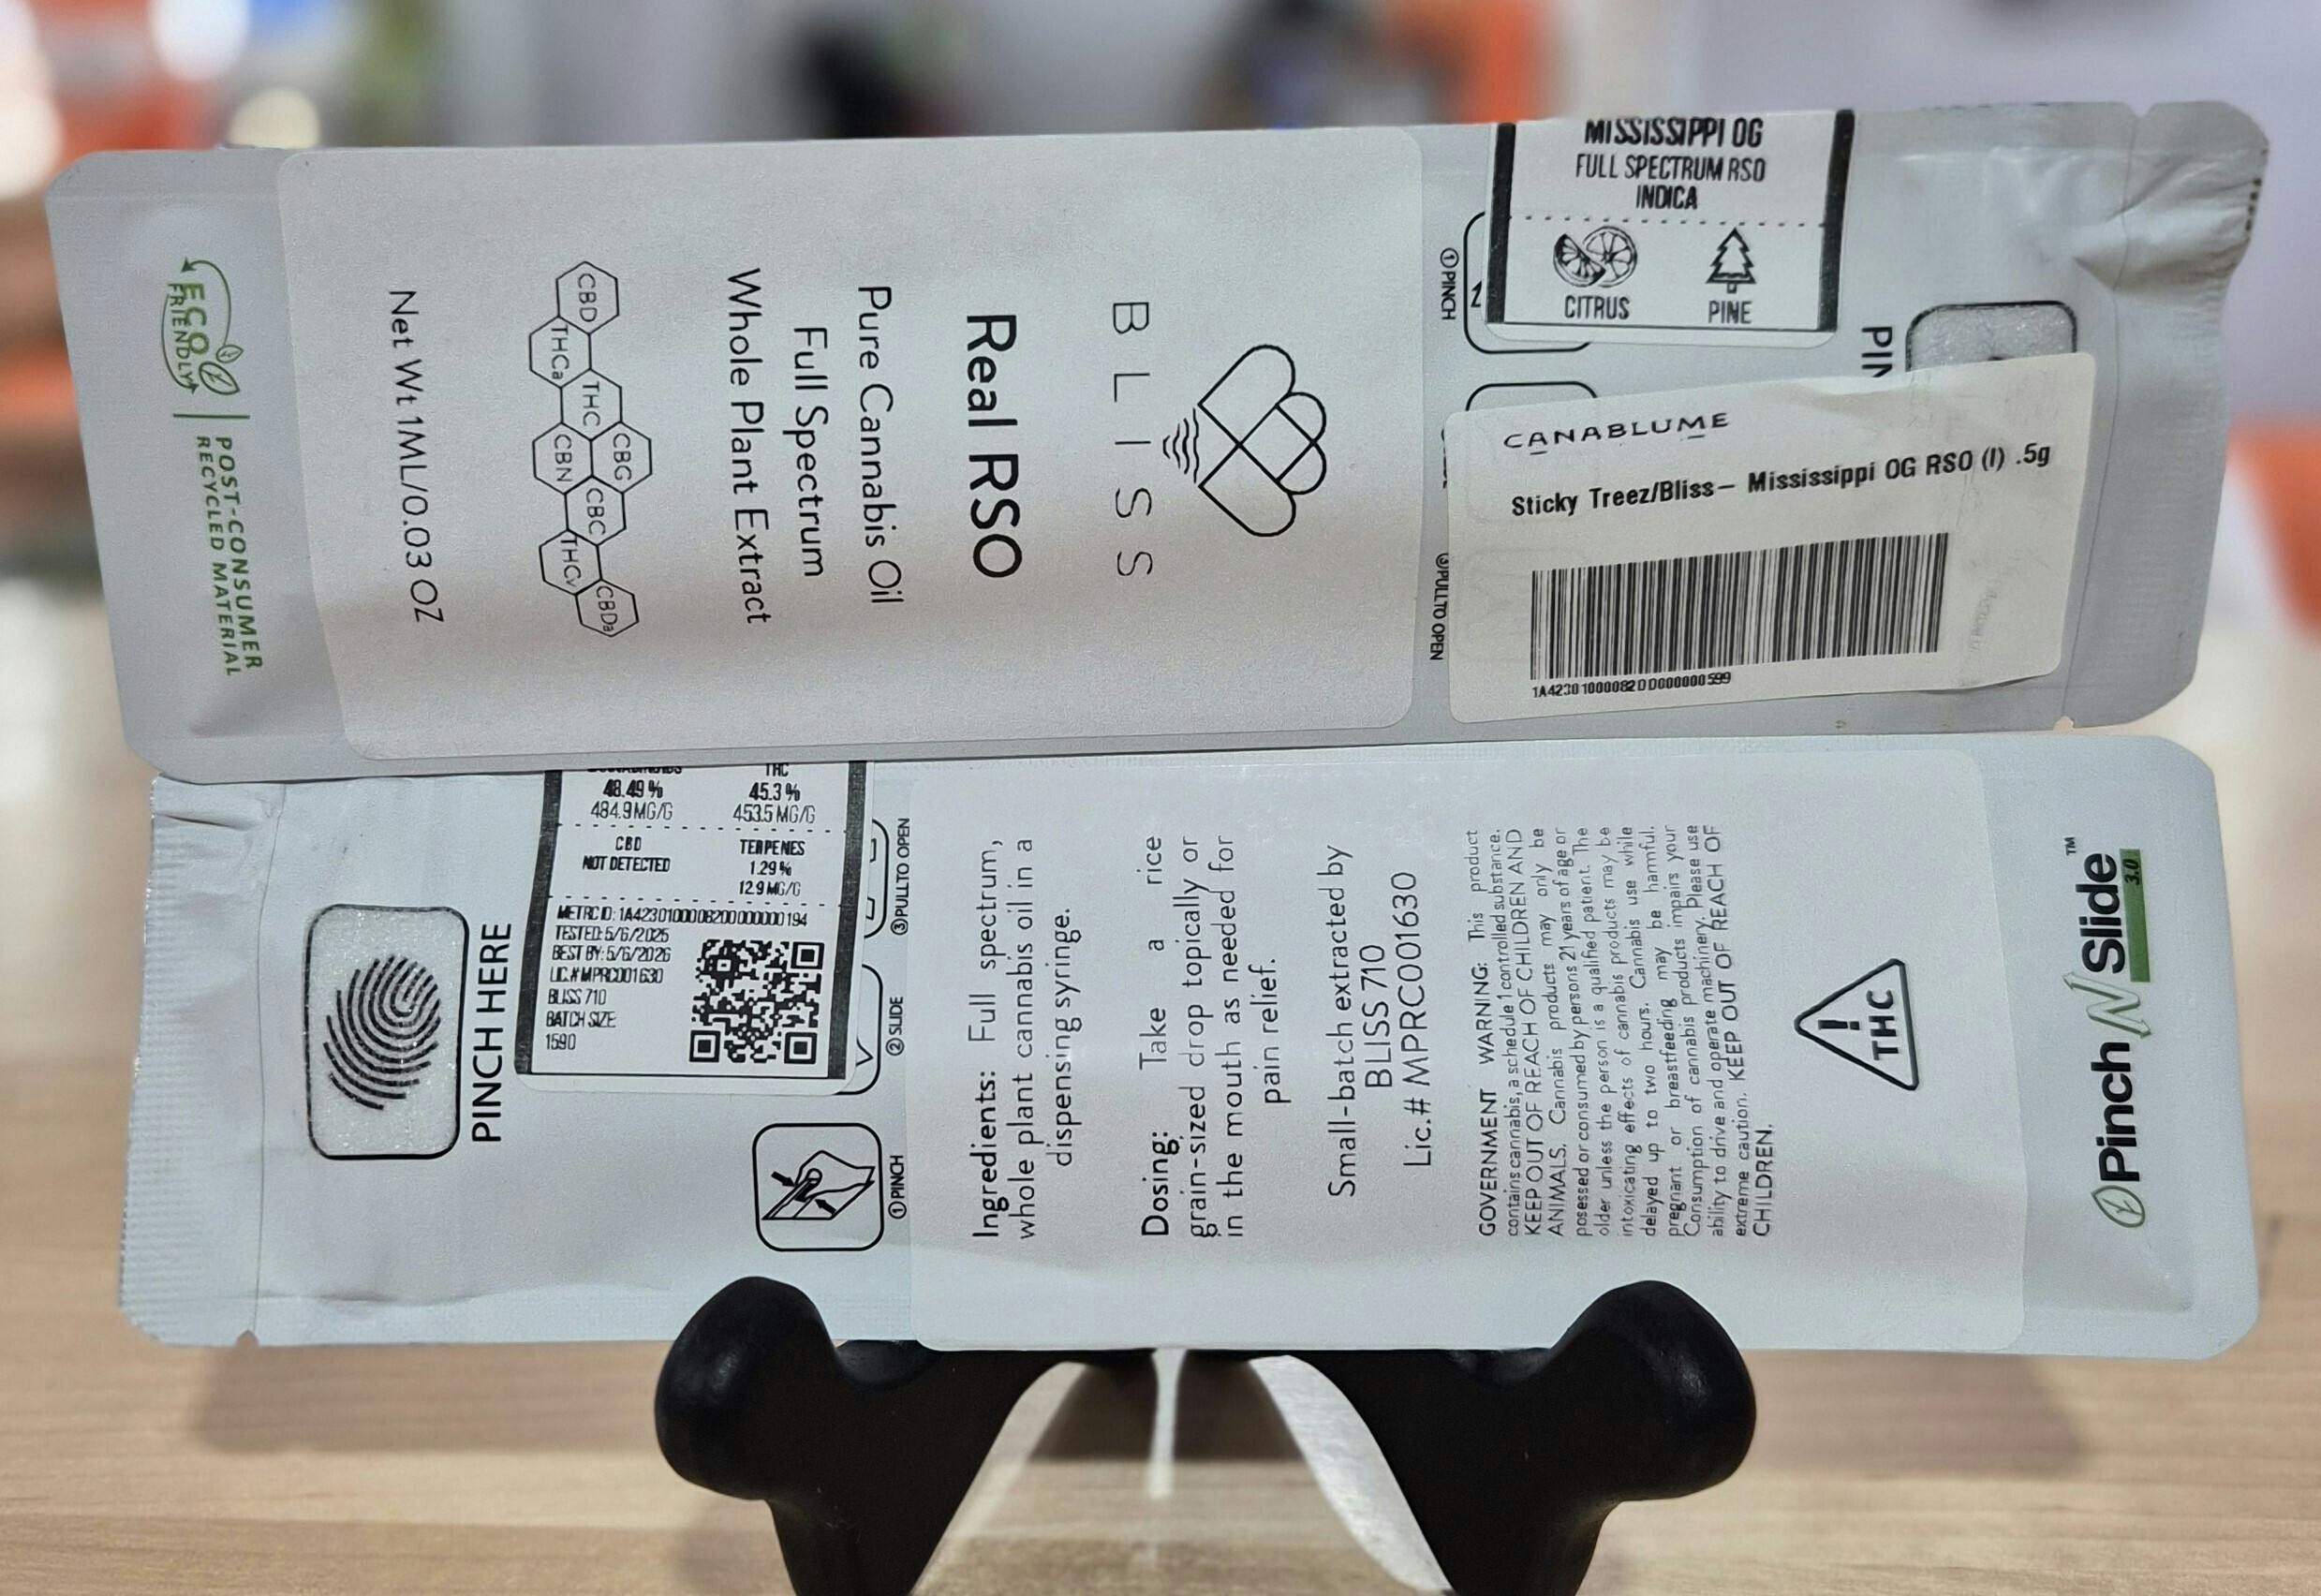 MISSISSIPPI OG
FULL SPECTRUM RSO
INDICA
CITRUS
PINE
CANABLUME
Sticky Treez/Bliss– Mississippi OG RSO (I) .5g
BLISS
Real RSO
Pure Cannabis Oil
Full Spectrum
Whole Plant Extract
CBD
THCa
THC
CBG
CBN
CBC
THCv
CBDa
Net Wt 1ML/0.03 OZ
ECO
FRIENDLY
POST-CONSUMER
RECYCLED MATERIAL
①PINCH
③PULL TO OPEN
THC
48.49%
45.3%
484.9MG/G
453.5 MG/G
CBD
NOT DETECTED
TERPENES
1.29%
12.9 MG/G
TESTED: 5/6/2025
BEST BY: 5/6/2026
LIC.# MPRC001630
BLISS 710
BATCH SIZE:
1590
PINCH HERE
①PINCH
②SLIDE
③PULL TO OPEN
Ingredients: Full spectrum,
whole plant cannabis oil in a
dispensing syringe.
Dosing: Take a rice
grain-sized drop topically or
in the mouth as needed for
pain relief.
Small-batch extracted by
BLISS 710
Lic.# MPRC001630
GOVERNMENT WARNING: This product
contains cannabis, a schedule 1 controlled substance.
KEEP OUT OF REACH OF CHILDREN AND
ANIMALS. Cannabis products may only be
posessed or consumed by persons 21 years of age or
older unless the person is a qualified patient. The
intoxicating effects of cannabis products may be
delayed up to two hours. Cannabis use while
pregnant or breastfeeding may be harmful.
Consumption of cannabis products impairs your
ability to drive and operate machinery. Please use
extreme caution. KEEP OUT OF REACH OF
CHILDREN.
THC
Pinch N Slide™
3.0